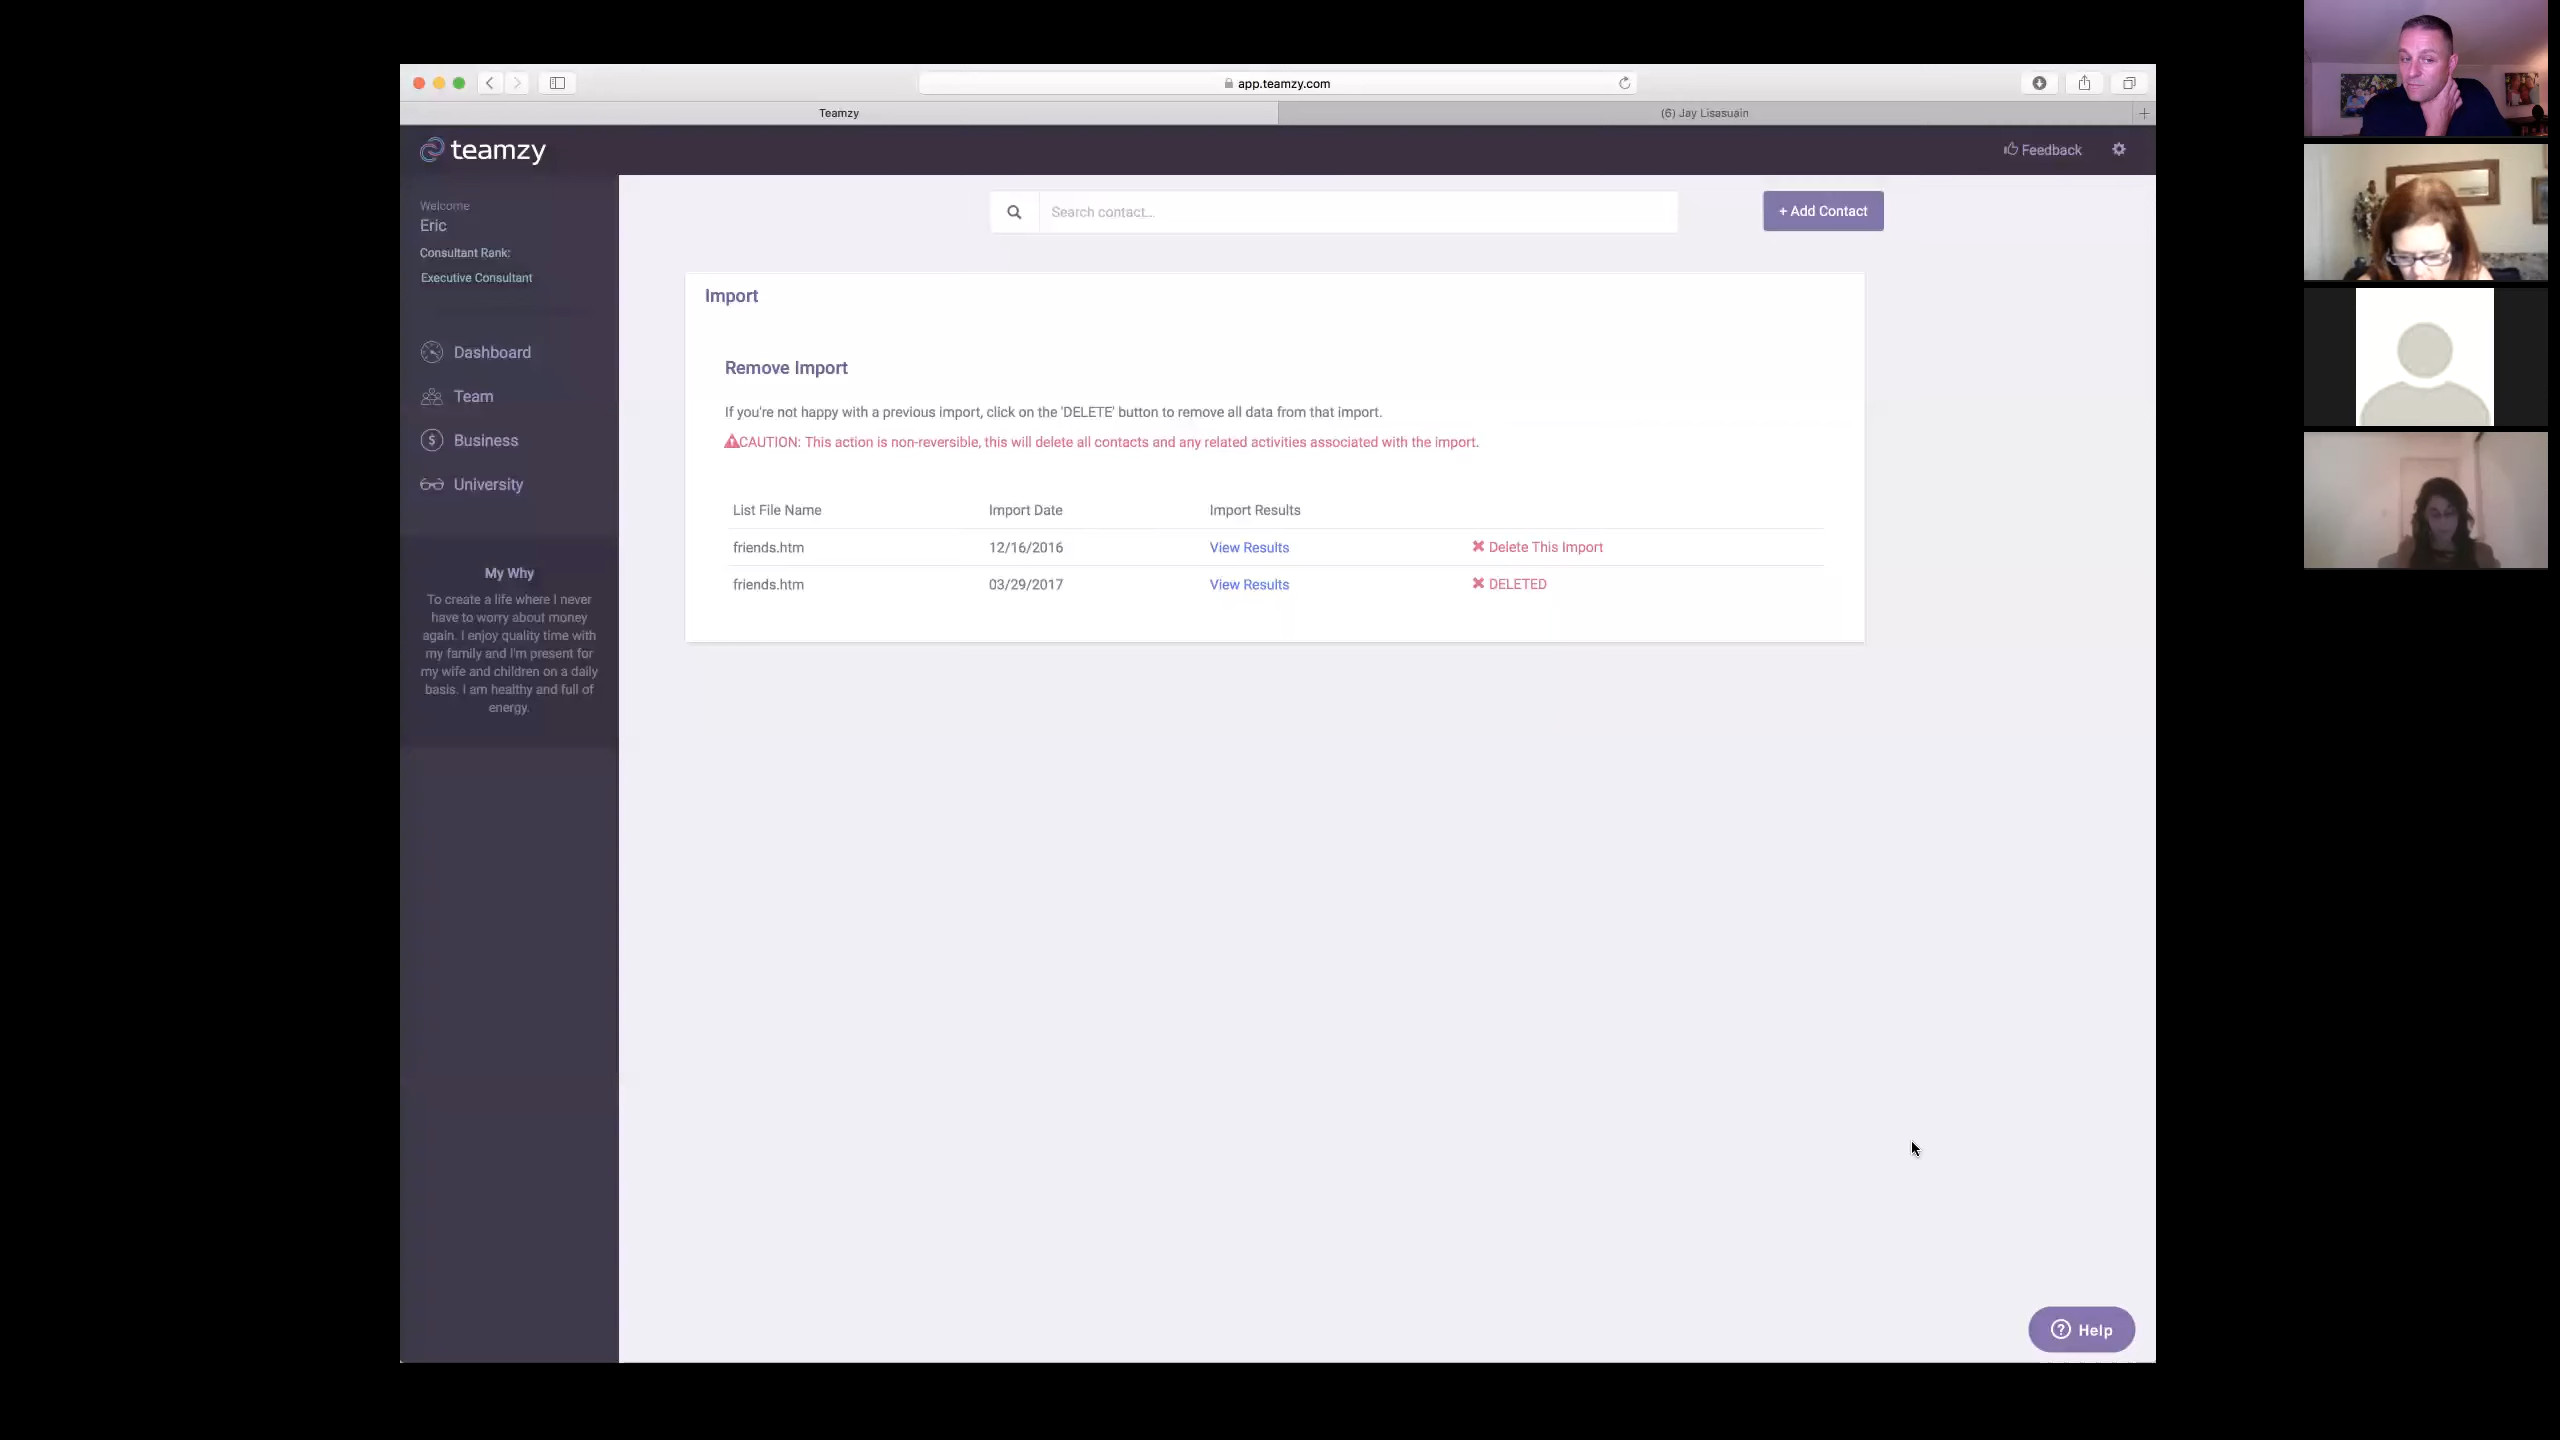 app.teamzy.com
Teamzy
(6) Jay Lisasuain
teamzy
Feedback
Welcome
Eric
Consultant Rank:
Executive Consultant
Dashboard
Team
Business
University
My Why
To create a life where I never
have to worry about money
again. I enjoy quality time with
my family and I'm present for
my wife and children on a daily
basis. I am healthy and full of
energy.
Search contact...
+ Add Contact
Import
Remove Import
If you're not happy with a previous import, click on the 'DELETE' button to remove all data from that import.
CAUTION: This action is non-reversible, this will delete all contacts and any related activities associated with the import.
List File Name Import Date Import Results
friends.htm 12/16/2016 View Results ✖ Delete This Import
friends.htm 03/29/2017 View Results ✖ DELETED
Help